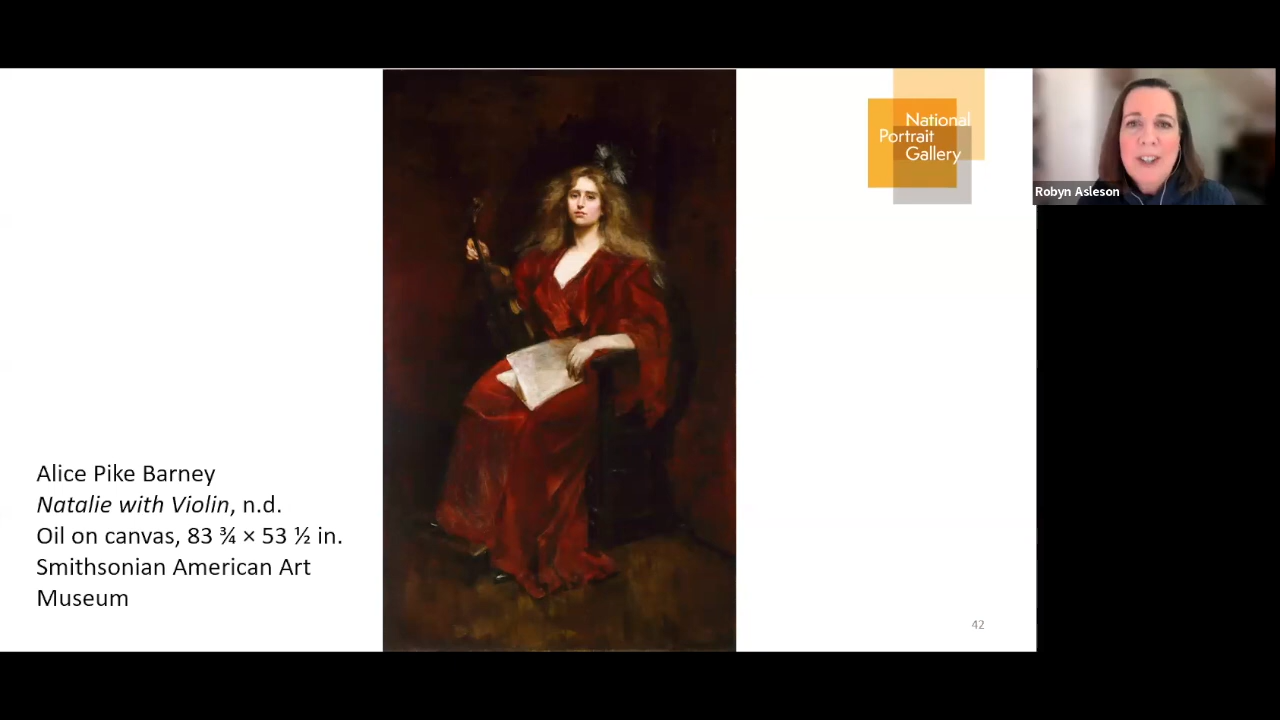 National
Portrait
Gallery
Robyn Asleson
Alice Pike Barney
Natalie with Violin, n.d.
Oil on canvas, 83 ¾ × 53 ½ in.
Smithsonian American Art
Museum
42